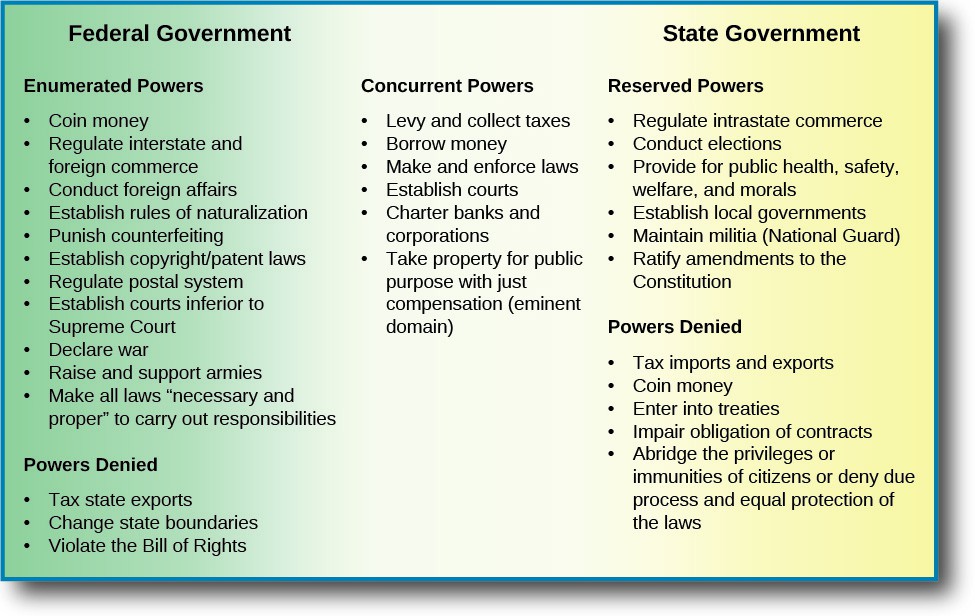 Federal Government
State Government
Enumerated Powers
• Coin money
• Regulate interstate and
foreign commerce
• Conduct foreign affairs
• Establish rules of naturalization
• Punish counterfeiting
• Establish copyright/patent laws
• Regulate postal system
• Establish courts inferior to
Supreme Court
• Declare war
• Raise and support armies
• Make all laws “necessary and
proper” to carry out responsibilities
Powers Denied
• Tax state exports
• Change state boundaries
• Violate the Bill of Rights
Concurrent Powers
• Levy and collect taxes
• Borrow money
• Make and enforce laws
• Establish courts
• Charter banks and
corporations
• Take property for public
purpose with just
compensation (eminent
domain)
Reserved Powers
• Regulate intrastate commerce
• Conduct elections
• Provide for public health, safety,
welfare, and morals
• Establish local governments
• Maintain militia (National Guard)
• Ratify amendments to the
Constitution
Powers Denied
• Tax imports and exports
• Coin money
• Enter into treaties
• Impair obligation of contracts
• Abridge the privileges or
immunities of citizens or deny due
process and equal protection of
the laws